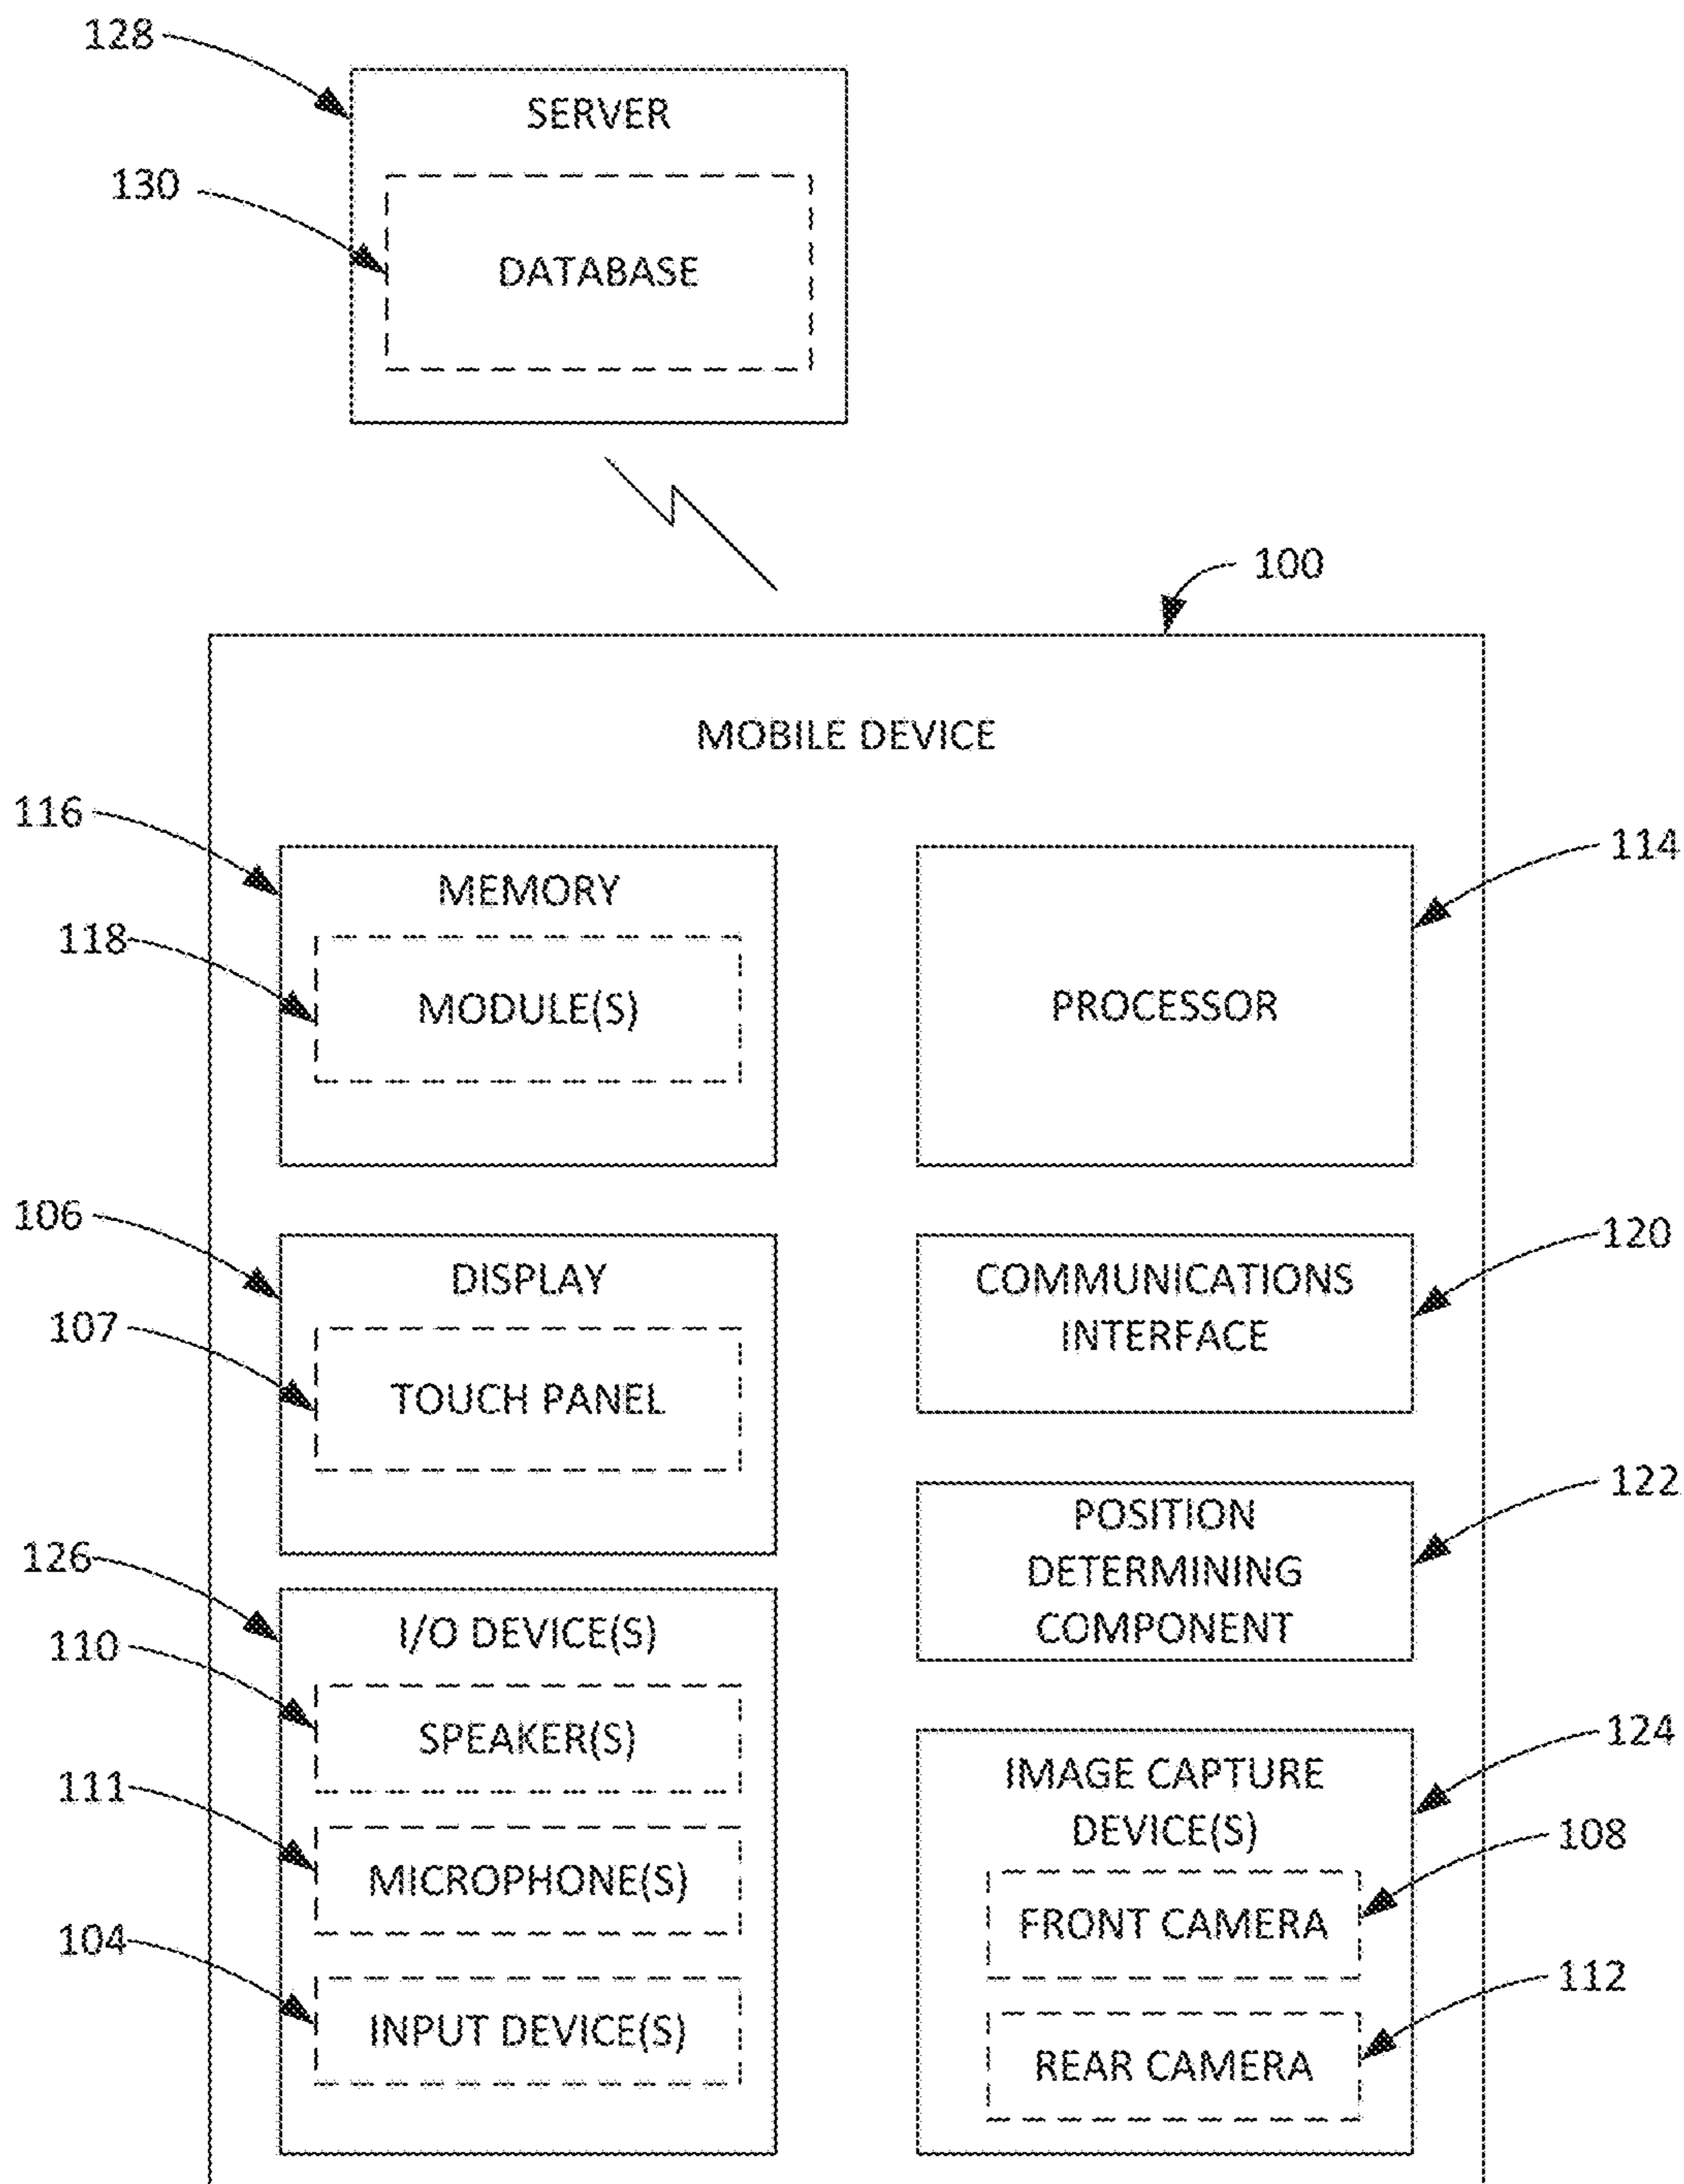 128
SERVER
130
DATABASE
100
MOBILE DEVICE
116
MEMORY
114
118
MODULE(S)
PROCESSOR
106
DISPLAY
120
COMMUNICATIONS
INTERFACE
107
TOUCH PANEL
122
POSITION
DETERMINING
COMPONENT
126
I/O DEVICE(S)
110
SPEAKER(S)
124
IMAGE CAPTURE
DEVICE(S)
111
MICROPHONE(S)
108
FRONT CAMERA
104
INPUT DEVICE(S)
112
REAR CAMERA